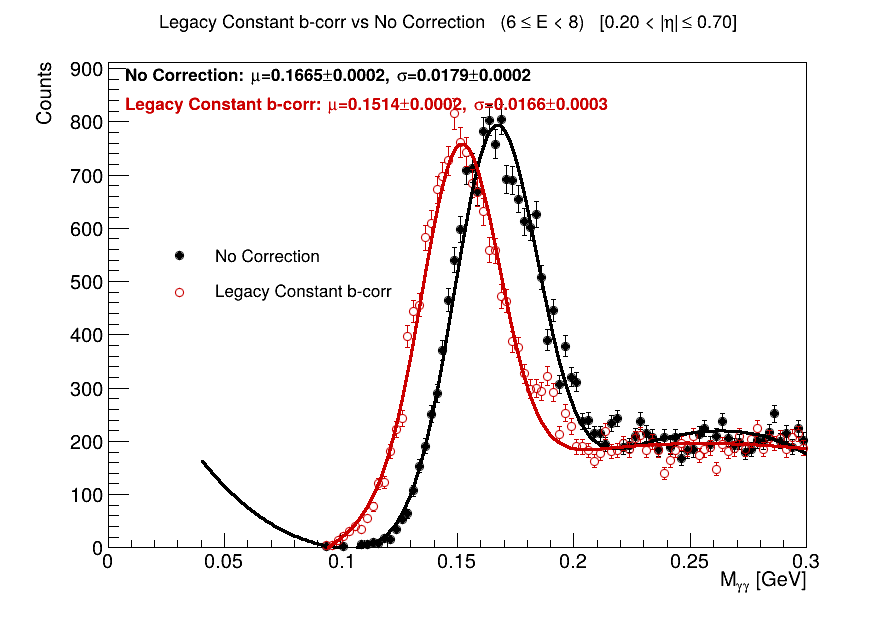 Legacy Constant b-corr vs No Correction (6 ≤ E < 8) [0.20 < |η| ≤ 0.70]
Counts
No Correction: μ=0.1665±0.0002, σ=0.0179±0.0002
Legacy Constant b-corr: μ=0.1514±0.0002, σ=0.0166±0.0003
No Correction
Legacy Constant b-corr
900
800
700
600
500
400
300
200
100
0
0 0.05 0.1 0.15 0.2 0.25 0.3
Mγγ [GeV]